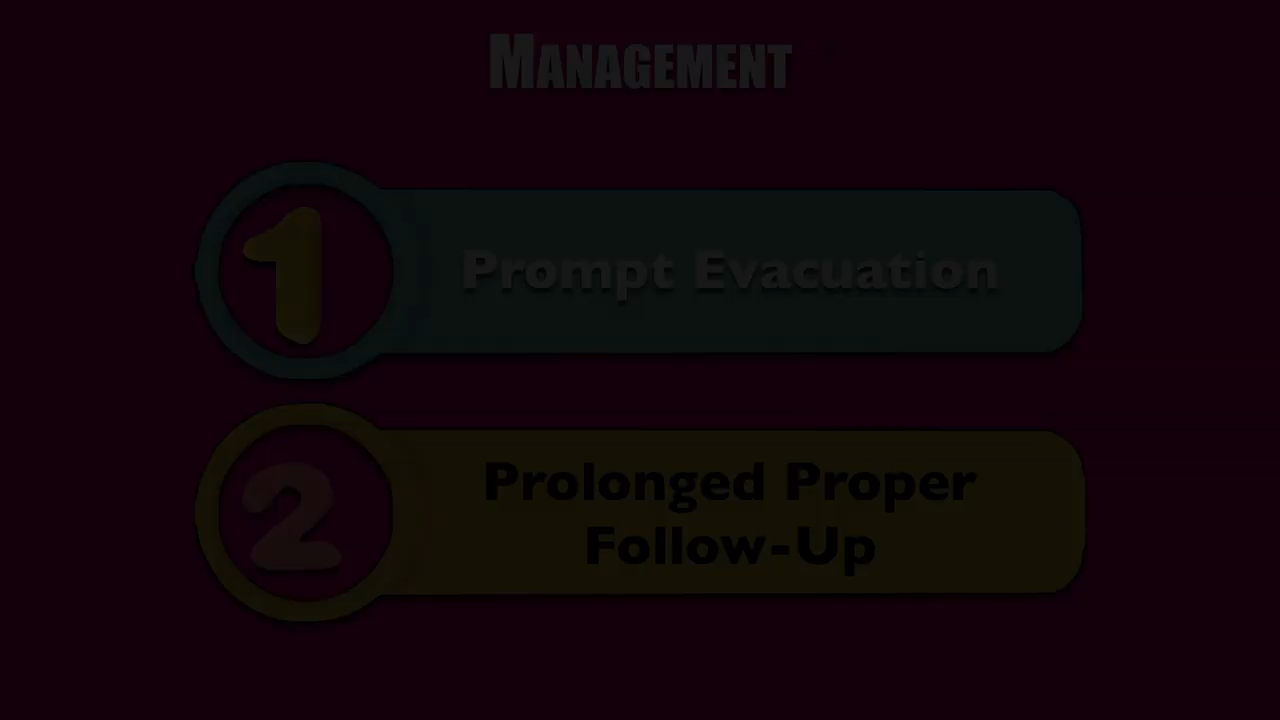 MANAGEMENT
1
Prompt Evacuation
2
Prolonged Proper
Follow-Up